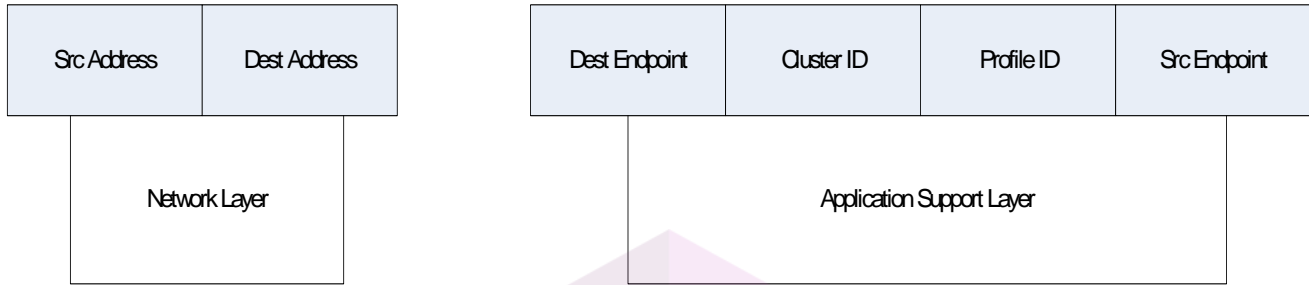 Src Address
Dest Address
Dest Endpoint
Cluster ID
Profile ID
Src Endpoint
Network Layer
Application Support Layer